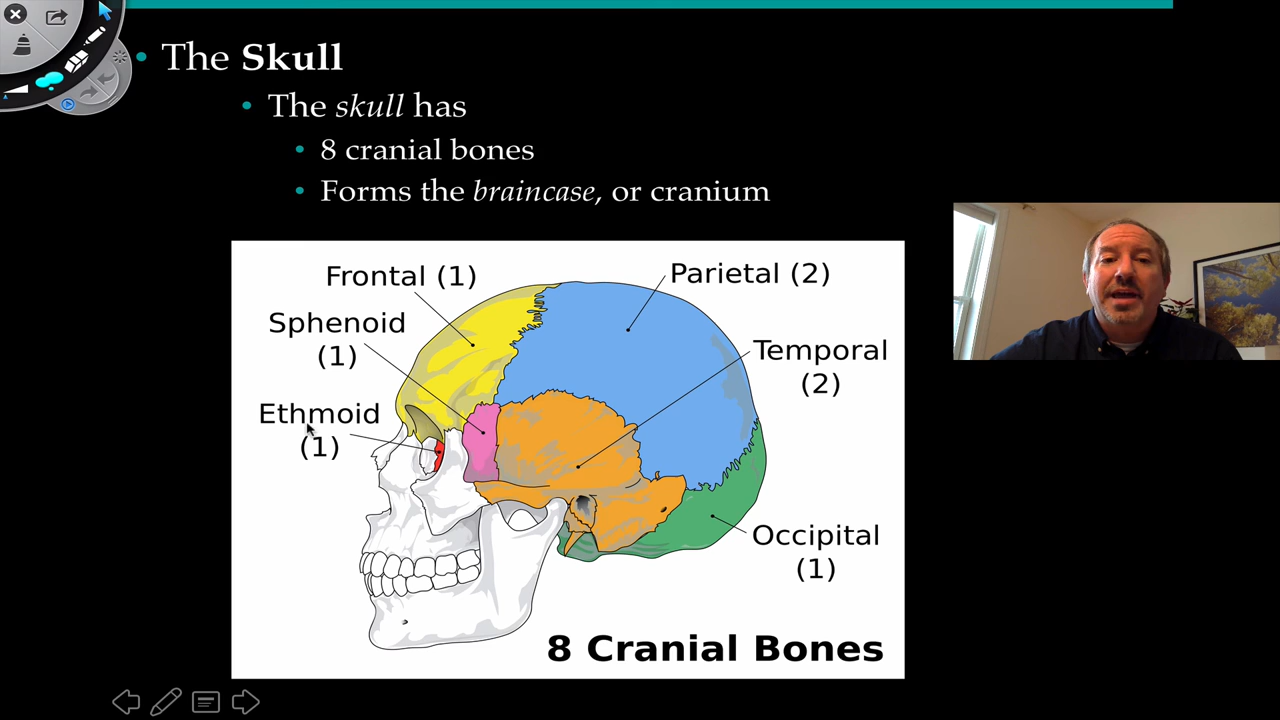 The Skull
The skull has
8 cranial bones
Forms the braincase, or cranium
Frontal (1)
Parietal (2)
Sphenoid
(1)
Temporal
(2)
Ethmoid
(1)
Occipital
(1)
8 Cranial Bones